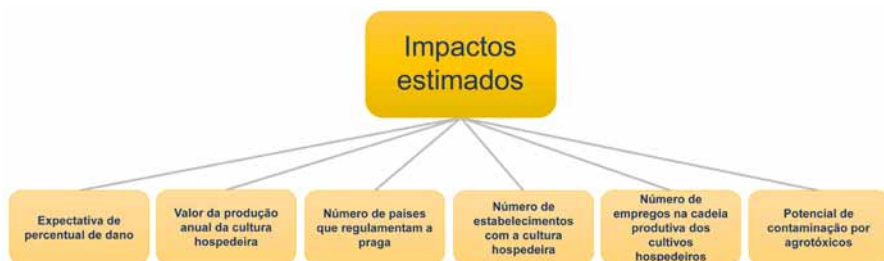 Impactos
estimados
Expectativa de
percentual de dano
Valor da produção
anual da cultura
hospedeira
Número de países
que regulamentam a
praga
Número de
estabelecimentos
com a cultura
hospedeira
Número de
empregos na cadeia
produtiva dos
cultivos
hospedeiros
Potencial de
contaminação por
agrotóxicos